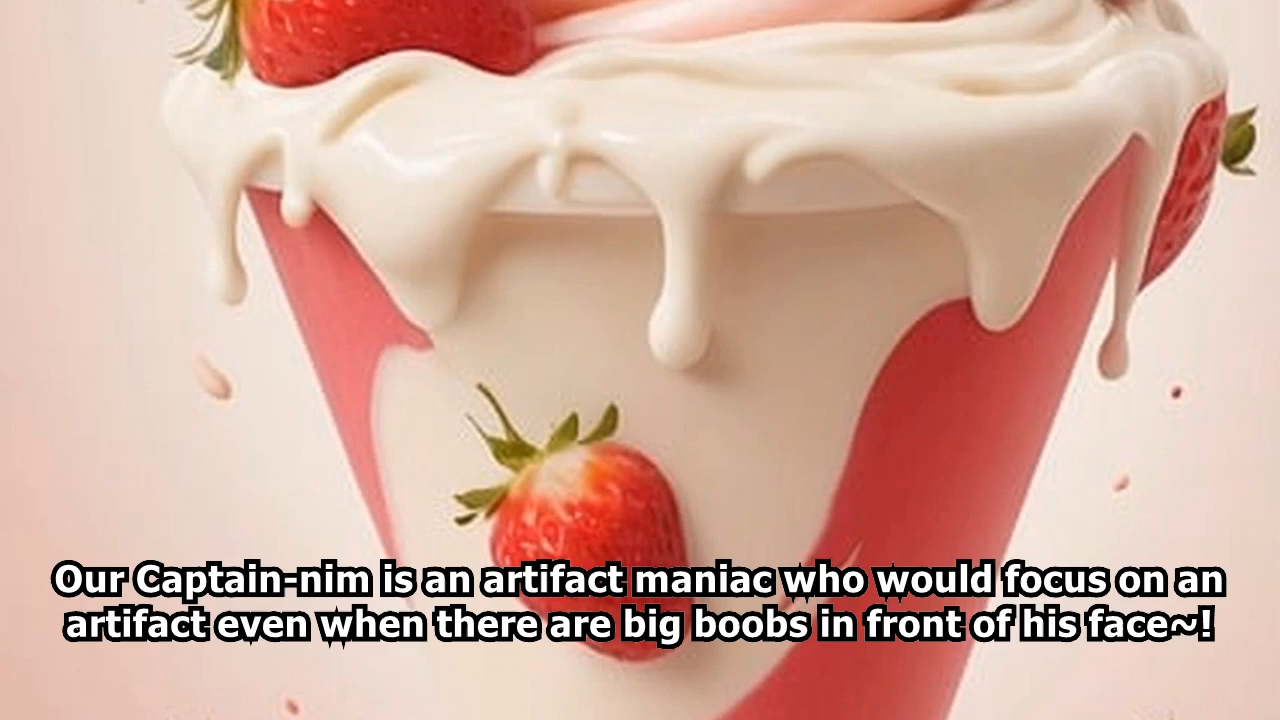 Our Captain-nim is an artifact maniac who would focus on an
artifact even when there are big boobs in front of his face~!